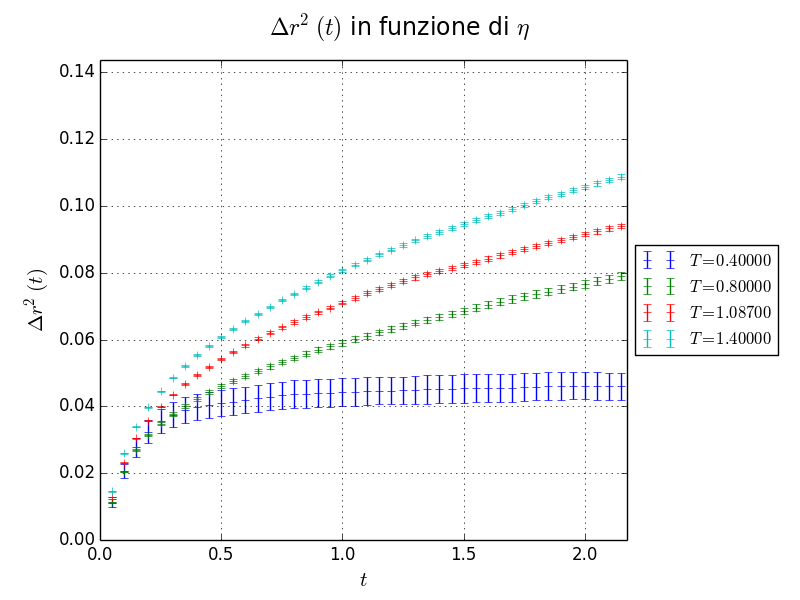 Δr² (t) in funzione di η
Δr² (t)
0.14
0.12
0.10
0.08
0.06
0.04
0.02
0.00
0.0 0.5 1.0 1.5 2.0
t
T=0.40000
T=0.80000
T=1.08700
T=1.40000